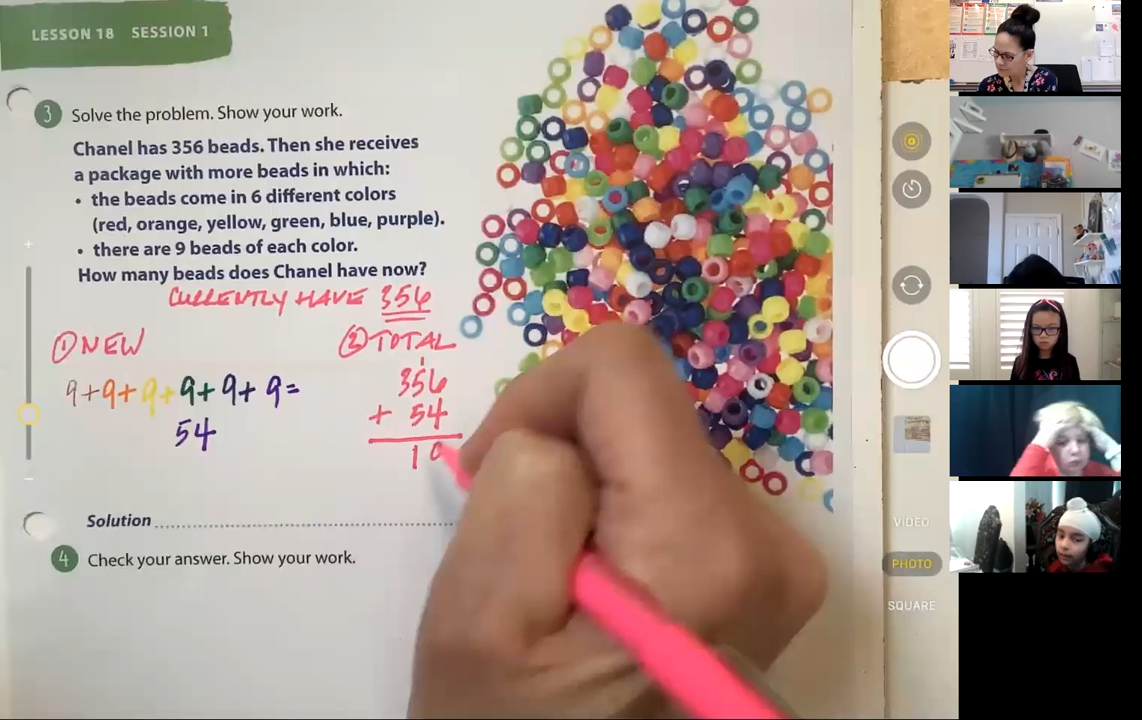 LESSON 18 SESSION 1
3 Solve the problem. Show your work.
Chanel has 356 beads. Then she receives
a package with more beads in which:
• the beads come in 6 different colors
(red, orange, yellow, green, blue, purple).
• there are 9 beads of each color.
How many beads does Chanel have now?
CURRENTLY HAVE 356
① NEW
9+9+9+9+9+9=
54
② TOTAL
1
356
+ 54
10
Solution
4 Check your answer. Show your work.
VIDEO
PHOTO
SQUARE